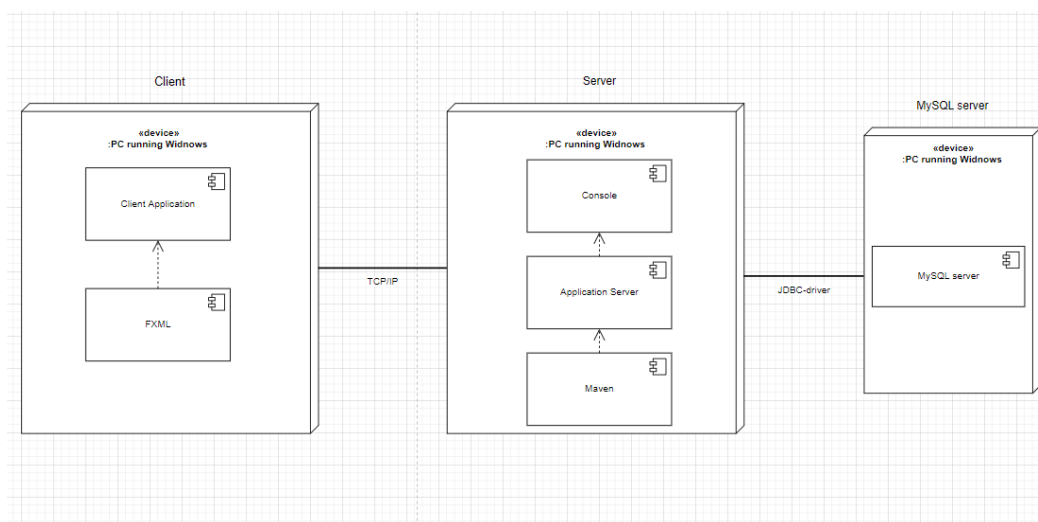 Client
«device»
:PC running Widnows
Client Application
FXML
TCP/IP
Server
«device»
:PC running Widnows
Console
Application Server
Maven
JDBC-driver
MySQL server
«device»
:PC running Widnows
MySQL server